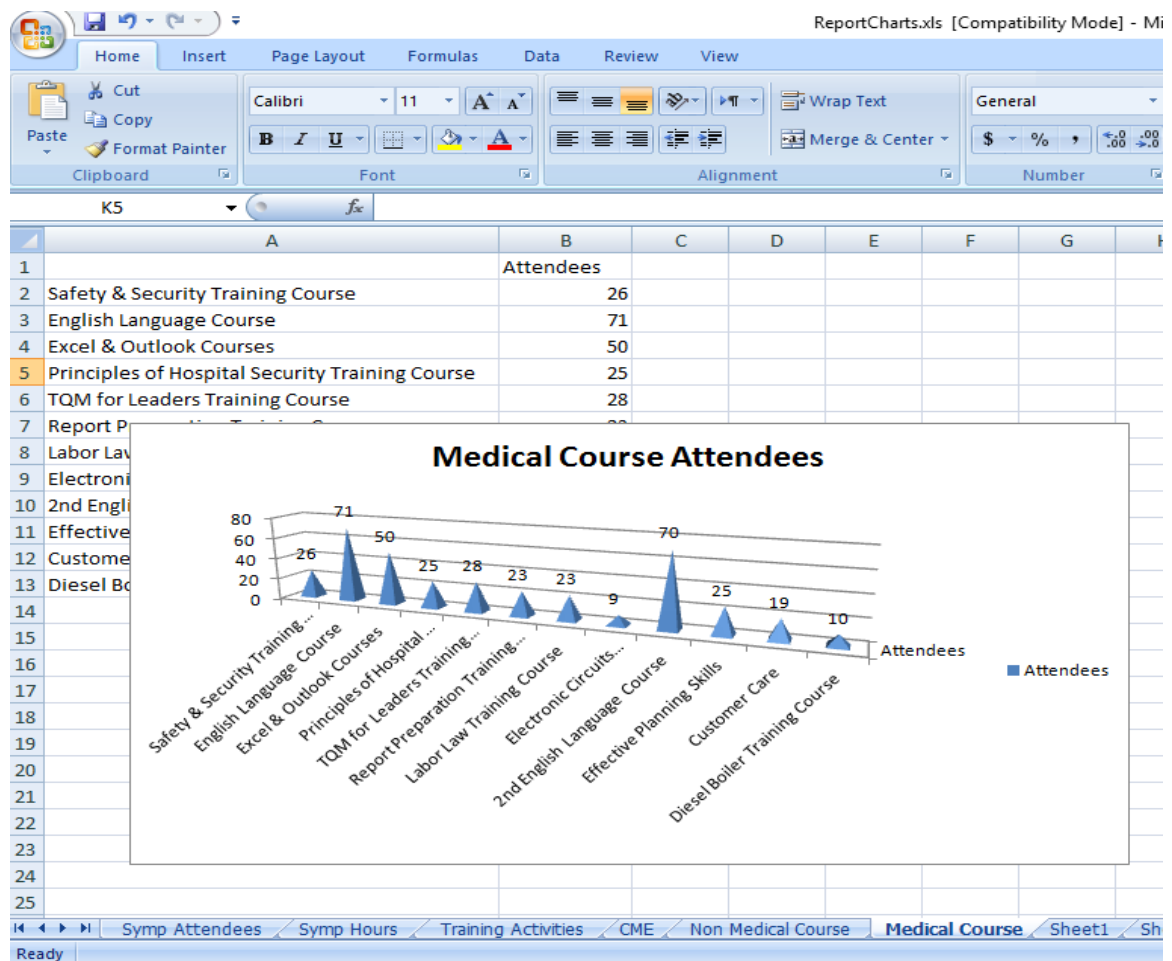 ReportCharts.xls [Compatibility Mode] - Mi
Home Insert Page Layout Formulas Data Review View
Paste
Cut
Copy
Format Painter
Clipboard
Calibri 11 A A
B I U A
Font
Wrap Text
Merge & Center
Alignment
General
$ % , .0 .00 .00 .0
Number
K5 fx
A B C D E F G
1 Attendees
2 Safety & Security Training Course 26
3 English Language Course 71
4 Excel & Outlook Courses 50
5 Principles of Hospital Security Training Course 25
6 TQM for Leaders Training Course 28
7 Report
8 Labor Law
9 Electroni
10 2nd Engli
11 Effective
12 Custome
13 Diesel Bo
14
15
16
17
18
19
20
21
22
23
24
25
Medical Course Attendees
80
60
40
20
0
26 71 50 25 28 23 23 9 70 25 19 10
Safety & Security Training ...
English Language Course
Excel & Outlook Courses
Principles of Hospital ...
TQM for Leaders Training...
Report Preparation Training...
Labor Law Training Course
Electronic Circuits...
2nd English Language Course
Effective Planning Skills
Customer Care
Diesel Boiler Training Course
Attendees
Attendees
Symp Attendees Symp Hours Training Activities CME Non Medical Course Medical Course Sheet1 Sh
Ready